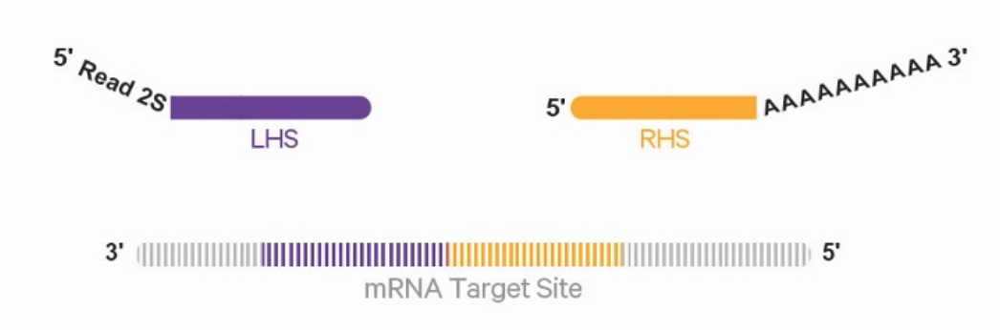 5' Read 2S
LHS
5'
RHS
AAAAAAAAAA 3'
3'
5'
mRNA Target Site